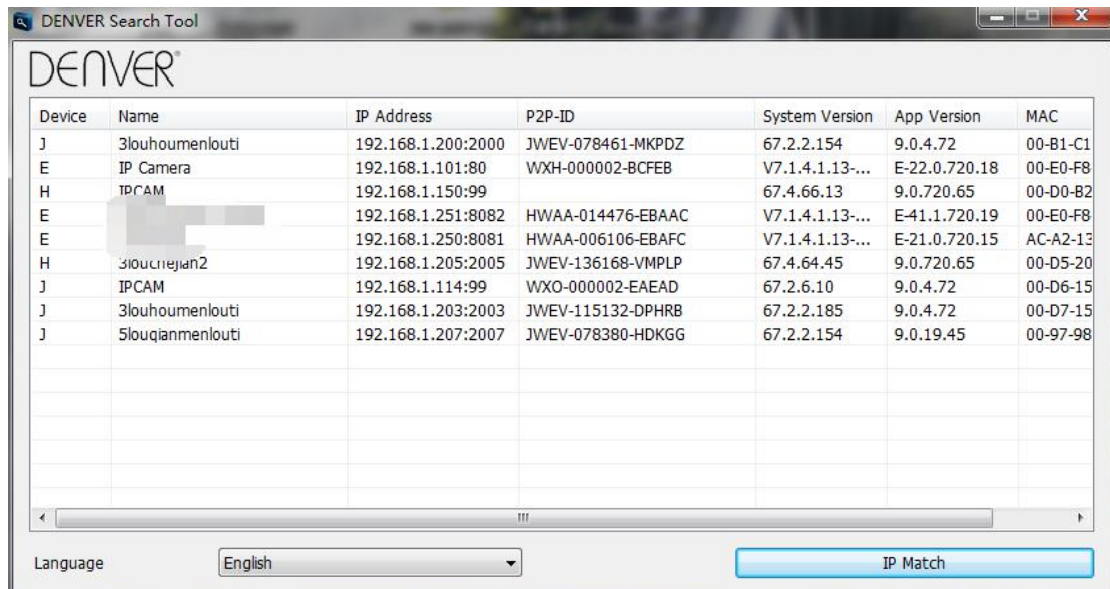 DENVER Search Tool
DENVER®
Device Name IP Address P2P-ID System Version App Version MAC
J 3louhoumenlouti 192.168.1.200:2000 JWEV-078461-MKPDZ 67.2.2.154 9.0.4.72 00-B1-C1
E IP Camera 192.168.1.101:80 WXH-000002-BCFEB V7.1.4.1.13-... E-22.0.720.18 00-E0-F8
H IPCAM 192.168.1.150:99 67.4.66.13 9.0.720.65 00-D0-B2
E 192.168.1.251:8082 HWAA-014476-EBAAC V7.1.4.1.13-... E-41.1.720.19 00-E0-F8
E 192.168.1.250:8081 HWAA-006106-EBAFC V7.1.4.1.13-... E-21.0.720.15 AC-A2-13
H 3louchejian2 192.168.1.205:2005 JWEV-136168-VMPLP 67.4.64.45 9.0.720.65 00-D5-20
J IPCAM 192.168.1.114:99 WXO-000002-EAEAD 67.2.6.10 9.0.4.72 00-D6-15
J 3louhoumenlouti 192.168.1.203:2003 JWEV-115132-DPHRB 67.2.2.185 9.0.4.72 00-D7-15
J 5louqianmenlouti 192.168.1.207:2007 JWEV-078380-HDKGG 67.2.2.154 9.0.19.45 00-97-98
Language English IP Match